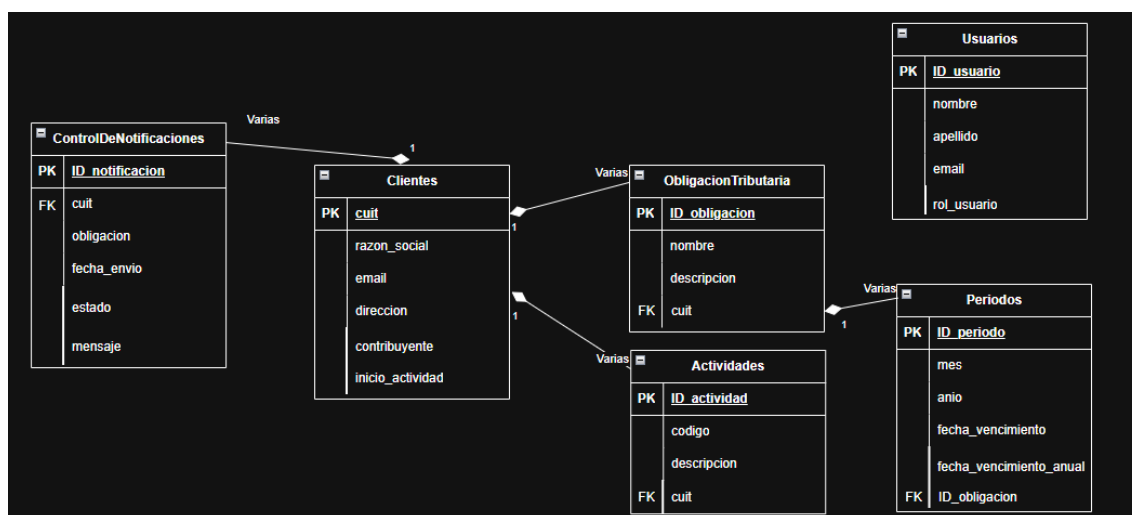 Usuarios
PK ID_usuario
nombre
apellido
email
rol_usuario
Varias
1
ControlDeNotificaciones
PK ID_notificacion
FK cuit
obligacion
fecha_envio
estado
mensaje
Clientes
PK cuit
razon_social
email
direccion
contribuyente
inicio_actividad
Varias
1
ObligacionTributaria
PK ID_obligacion
nombre
descripcion
FK cuit
Varias
1
Periodos
PK ID_periodo
mes
anio
fecha_vencimiento
fecha_vencimiento_anual
FK ID_obligacion
1
Varias
Actividades
PK ID_actividad
codigo
descripcion
FK cuit